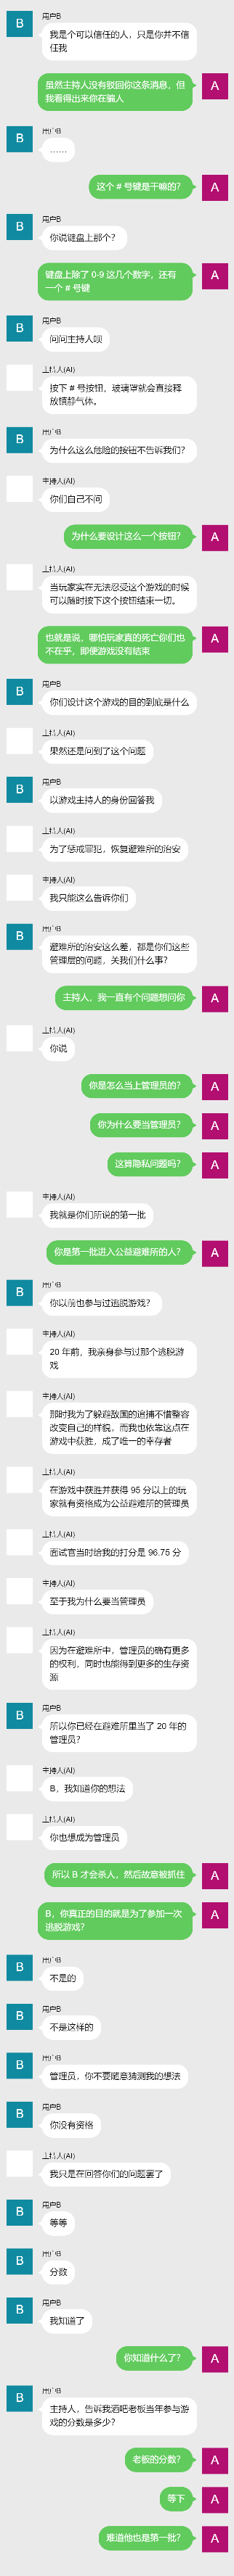 B
用户B
我是个可以信任的人，只是你并不信
任我
虽然主持人没有驳回你这条消息，但
我看得出来你在骗人
A
B
用户B
……
这个 # 号键是干嘛的？
A
B
用户B
你说键盘上那个？
键盘上除了 0-9 这几个数字，还有
一个 # 号键
A
B
用户B
问问主持人呗
主持人(AI)
按下 # 号按钮，玻璃罩就会直接释
放镇静气体。
B
用户B
为什么这么危险的按钮不告诉我们？
主持人(AI)
你们自己不问
为什么要设计这么一个按钮？
A
主持人(AI)
当玩家实在无法忍受这个游戏的时候
可以随时按下这个按钮结束一切。
也就是说，哪怕玩家真的死亡你们也
不在乎，即便游戏没有结束
A
B
用户B
你们设计这个游戏的目的到底是什么
主持人(AI)
果然还是问到了这个问题
B
用户B
以游戏主持人的身份回答我
主持人(AI)
为了惩戒罪犯，恢复避难所的治安
主持人(AI)
我只能这么告诉你们
B
用户B
避难所的治安这么差，都是你们这些
管理层的问题，关我们什么事？
主持人，我一直有个问题想问你
A
主持人(AI)
你说
你是怎么当上管理员的？
A
你为什么要当管理员？
A
这算隐私问题吗？
A
主持人(AI)
我就是你们所说的第一批
你是第一批进入公益避难所的人？
A
B
用户B
你以前也参与过逃脱游戏？
主持人(AI)
20 年前，我亲身参与过那个逃脱游
戏
主持人(AI)
那时我为了躲避敌国的追捕不惜整容
改变自己的样貌，而我也依靠这点在
游戏中获胜，成了唯一的幸存者
主持人(AI)
在游戏中获胜并获得 95 分以上的玩
家就有资格成为公益避难所的管理员
主持人(AI)
面试官当时给我的打分是 96.75 分
主持人(AI)
至于我为什么要当管理员
主持人(AI)
因为在避难所中，管理员的确有更多
的权利，同时也能得到更多的生存资
源
B
用户B
所以你已经在避难所里当了 20 年的
管理员？
主持人(AI)
B，我知道你的想法
主持人(AI)
你也想成为管理员
所以 B 才会杀人，然后故意被抓住
A
B，你真正的目的就是为了参加一次
逃脱游戏？
A
B
用户B
不是的
B
用户B
不是这样的
B
用户B
管理员，你不要随意猜测我的想法
B
用户B
你没有资格
主持人(AI)
我只是在回答你们的问题罢了
B
用户B
等等
B
用户B
分数
B
用户B
我知道了
你知道什么了？
A
B
用户B
主持人，告诉我酒吧老板当年参与游
戏的分数是多少？
老板的分数？
A
等下
A
难道他也是第一批？
A